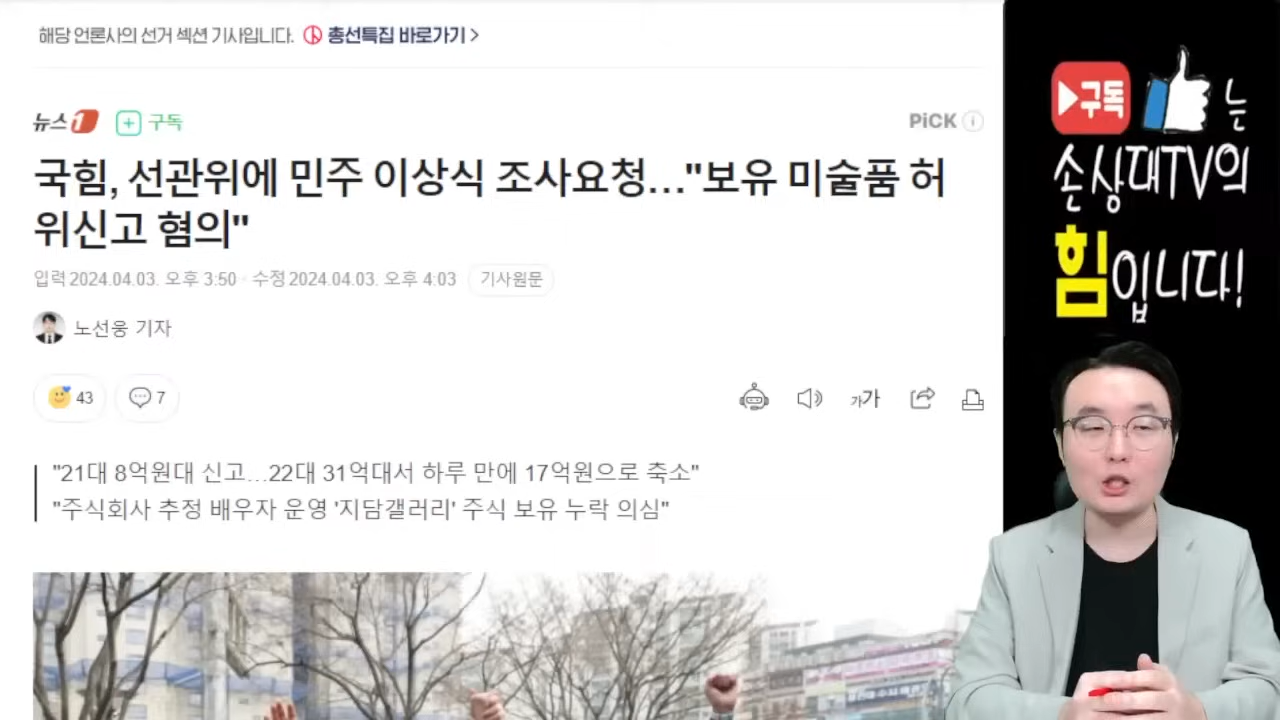 해당 언론사의 선거 섹션 기사입니다. 총선특집 바로가기 >
뉴스1 구독
PiCK
국힘, 선관위에 민주 이상식 조사요청…"보유 미술품 허
위신고 혐의"
입력 2024.04.03. 오후 3:50 · 수정 2024.04.03. 오후 4:03 기사원문
노선웅 기자
43 7
가가
"21대 8억원대 신고…22대 31억대서 하루 만에 17억원으로 축소"
"주식회사 추정 배우자 운영 '지담갤러리' 주식 보유 누락 의심"
구독 는
손상대TV의
힘입니다!